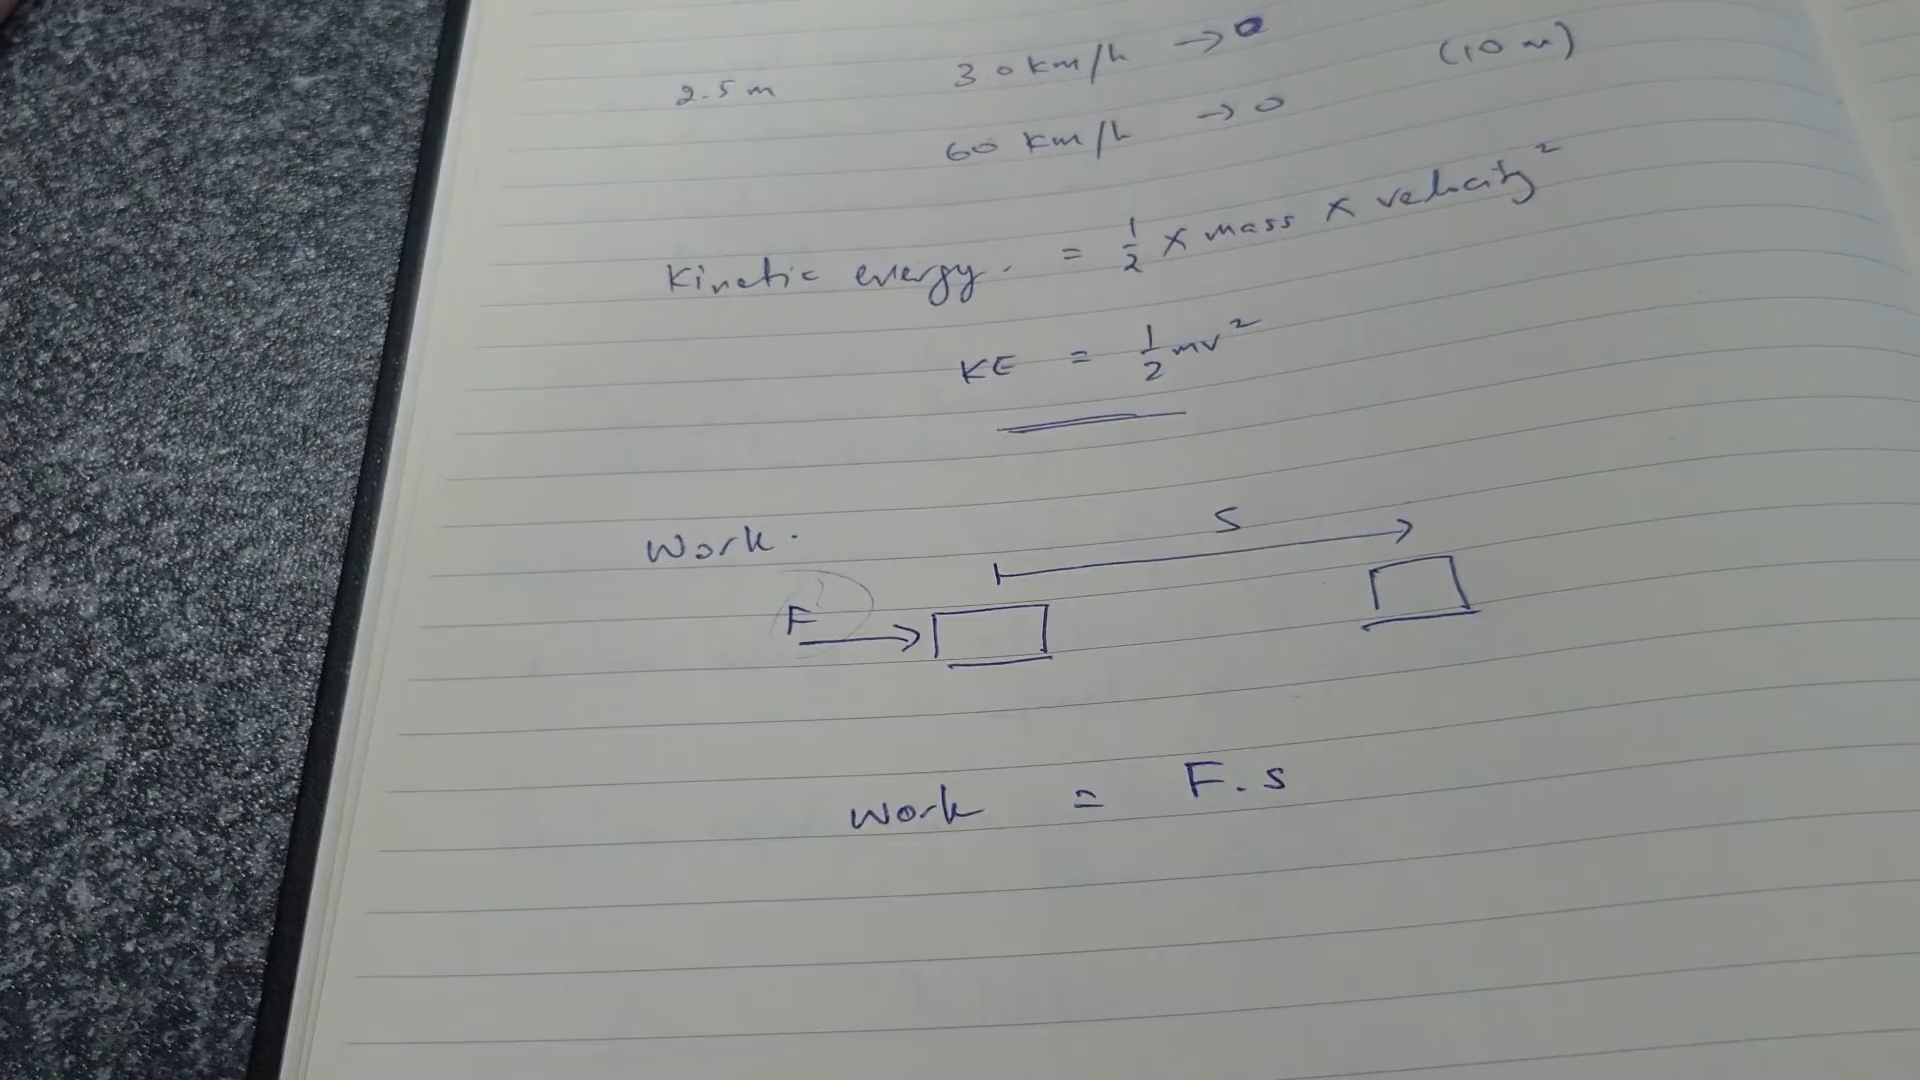 2.5 m 30 km/h → 0 (10 m)
60 km/h → 0
Kinetic energy. = 1/2 x mass x velocity²
KE = 1/2 mv²
Work.
S
F
Work = F.s